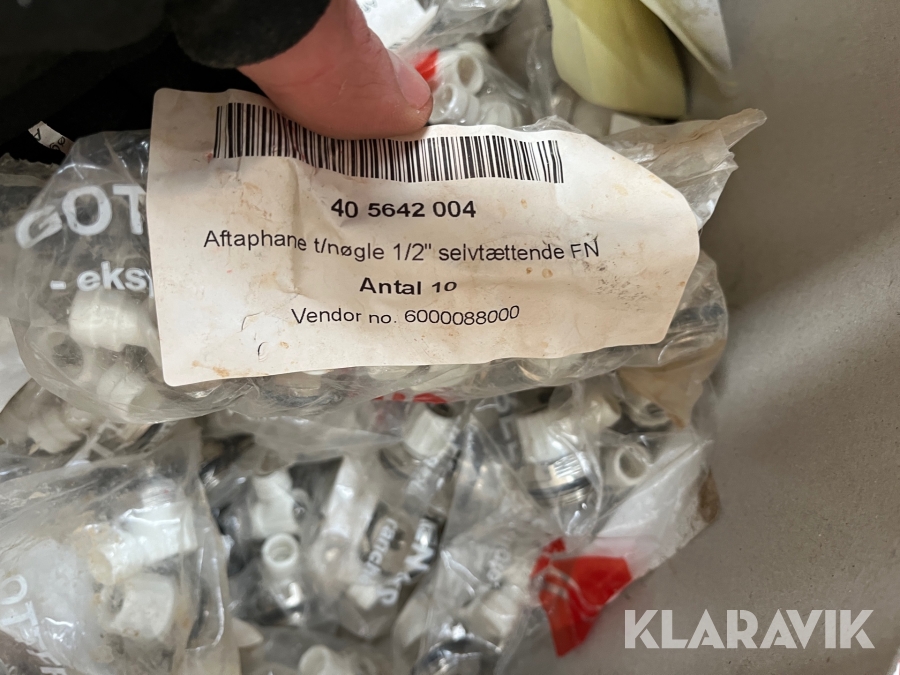 40 5642 004
Aftaphane t/nøgle 1/2" selvtættende FN
Antal 10
Vendor no. 6000088000
GOT
- eks
KLARAVIK